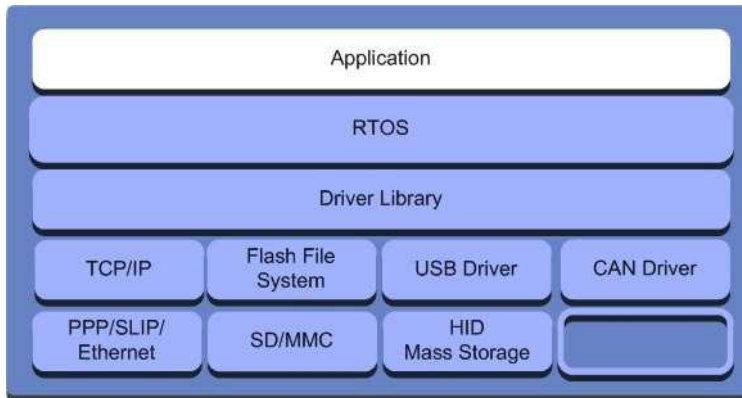 Application
RTOS
Driver Library
TCP/IP
Flash File
System
USB Driver
CAN Driver
PPP/SLIP/
Ethernet
SD/MMC
HID
Mass Storage